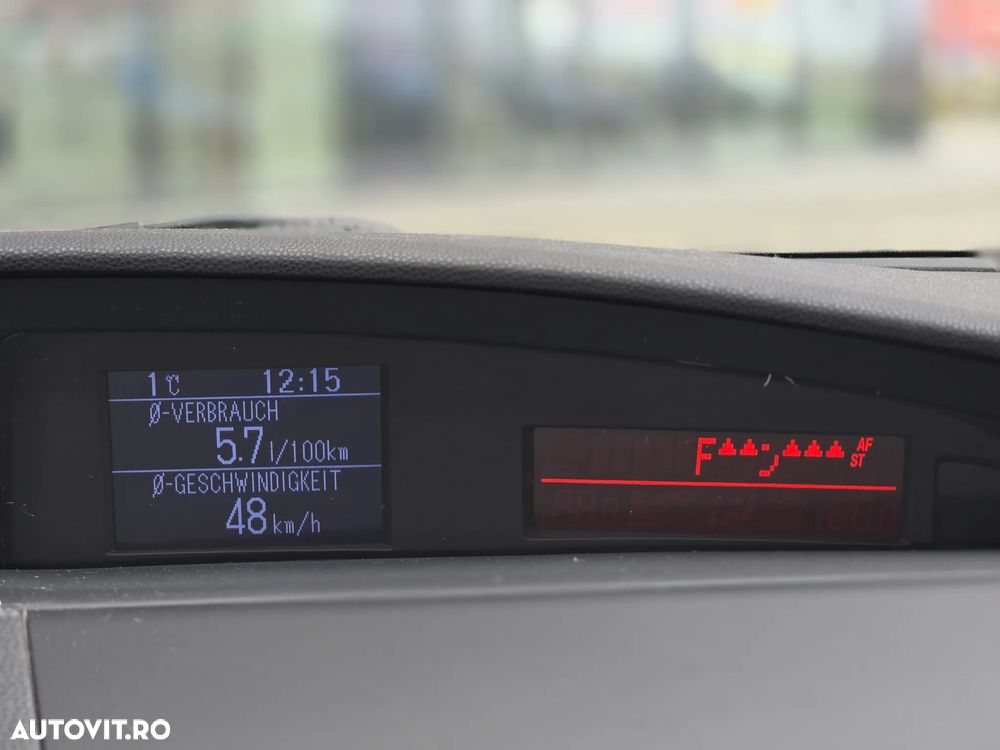 1℃ 12:15
Ø-VERBRAUCH
5.7 l/100km
Ø-GESCHWINDIGKEIT
48 km/h
AF
ST
AUTOVIT.RO